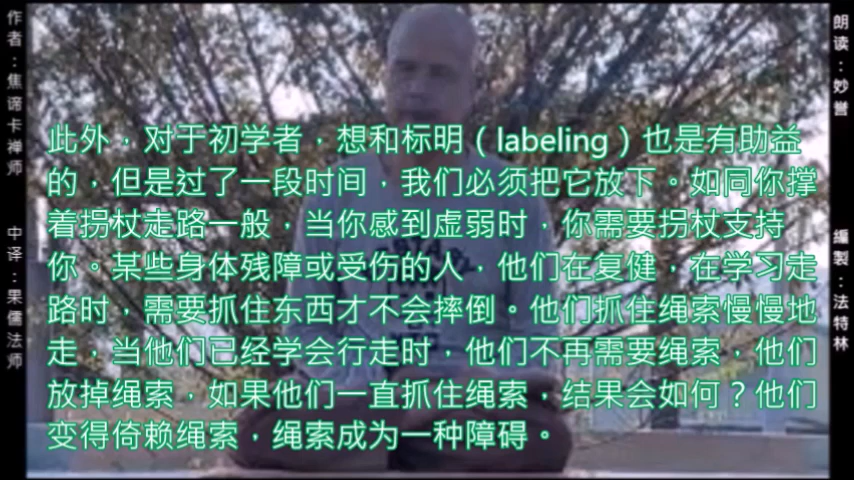 作者：焦谛卡禅师
中译：果儒法师
此外，对于初学者，想和标明（labeling）也是有助益
的，但是过了一段时间，我们必须把它放下。如同你撑
着拐杖走路一般，当你感到虚弱时，你需要拐杖支持
你。某些身体残障或受伤的人，他们在复健，在学习走
路时，需要抓住东西才不会摔倒。他们抓住绳索慢慢地
走，当他们已经学会行走时，他们不再需要绳索，他们
放掉绳索，如果他们一直抓住绳索，结果会如何？他们
变得倚赖绳索，绳索成为一种障碍。
朗读：妙誉
編製：法特林